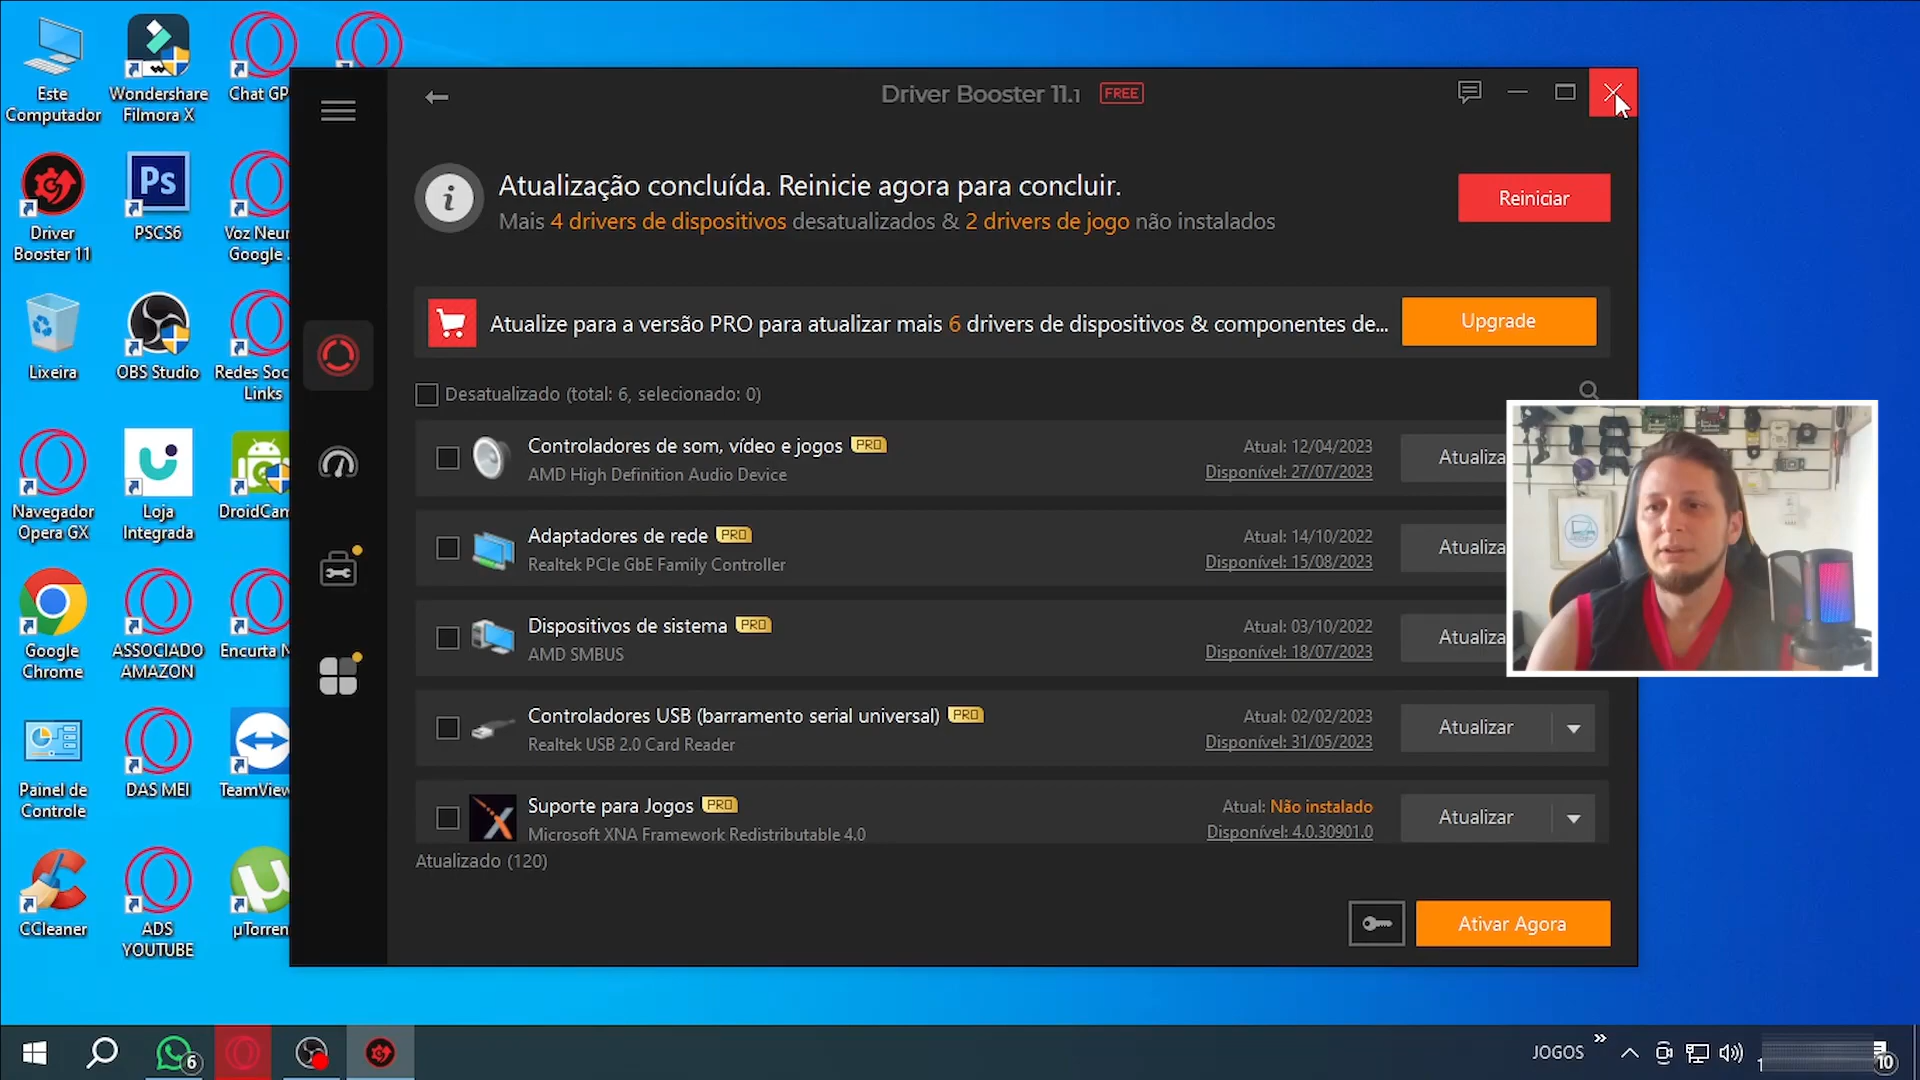 Este
Computador
Wondershare
Filmora X
Chat GP
Driver
Booster 11
Ps
PSCS6
Voz Neur
Google .
Lixeira
OBS Studio
Redes Soc
Links
Navegador
Opera GX
Loja
Integrada
DroidCam
Google
Chrome
ASSOCIADO
AMAZON
Encurta
Painel de
Controle
DAS MEI
TeamView
CCleaner
ADS
YOUTUBE
µTorren
Driver Booster 11.1 FREE
Atualização concluída. Reinicie agora para concluir.
Mais 4 drivers de dispositivos desatualizados & 2 drivers de jogo não instalados
Reiniciar
Atualize para a versão PRO para atualizar mais 6 drivers de dispositivos & componentes de...
Upgrade
Desatualizado (total: 6, selecionado: 0)
Controladores de som, vídeo e jogos PRO
AMD High Definition Audio Device
Atual: 12/04/2023
Disponível: 27/07/2023
Atualiza
Adaptadores de rede PRO
Realtek PCIe GbE Family Controller
Atual: 14/10/2022
Disponível: 15/08/2023
Atualiza
Dispositivos de sistema PRO
AMD SMBUS
Atual: 03/10/2022
Disponível: 18/07/2023
Atualiza
Controladores USB (barramento serial universal) PRO
Realtek USB 2.0 Card Reader
Atual: 02/02/2023
Disponível: 31/05/2023
Atualizar
Suporte para Jogos PRO
Microsoft XNA Framework Redistributable 4.0
Atual: Não instalado
Disponível: 4.0.30901.0
Atualizar
Atualizado (120)
Ativar Agora
6
JOGOS
10